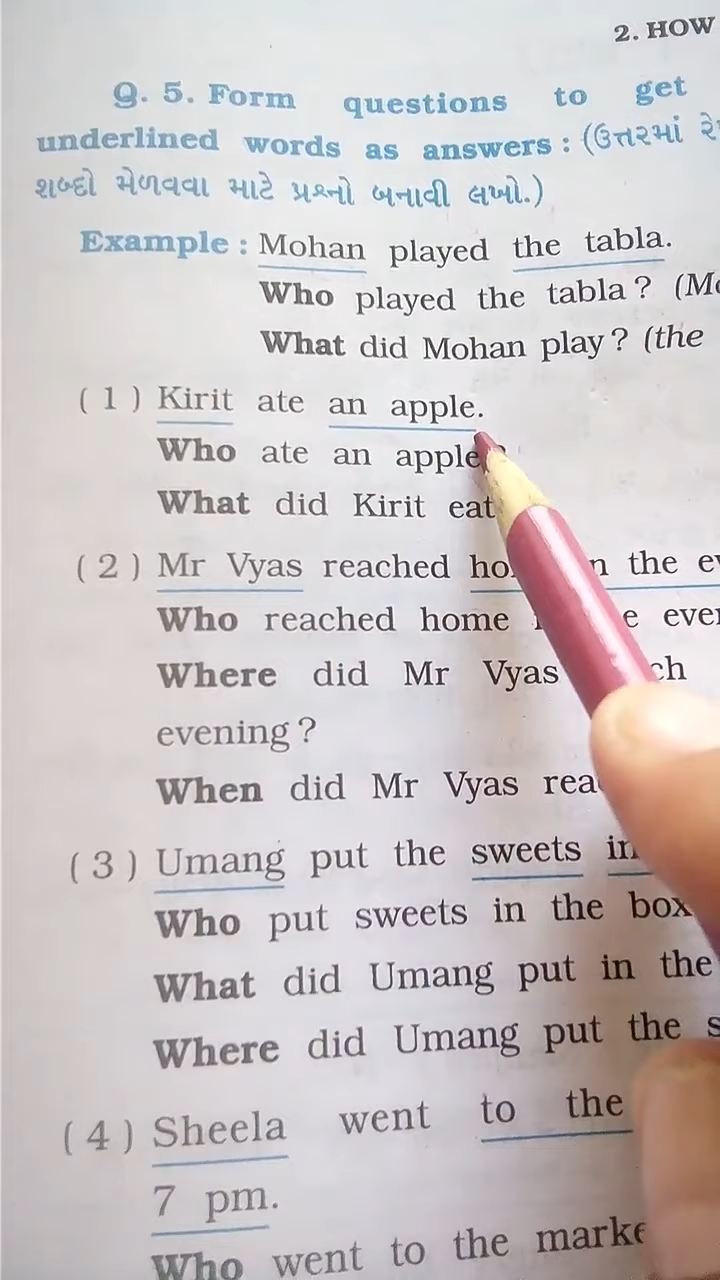 2. HOW
Q. 5. Form questions to get
underlined words as answers : (ઉત્તરમાં
શબ્દો મેળવવા માટે પ્રશ્નો બનાવી લખો.)
Example : Mohan played the tabla.
Who played the tabla ?
What did Mohan play ? (the
( 1 ) Kirit ate an apple.
Who ate an apple
What did Kirit eat
( 2 ) Mr Vyas reached the
Who reached home
Where did Mr Vyas
evening ?
When did Mr Vyas
( 3 ) Umang put the sweets in
Who put sweets in the box
What did Umang put in the
Where did Umang put the
( 4 ) Sheela went to the
7 pm.
Who went to the